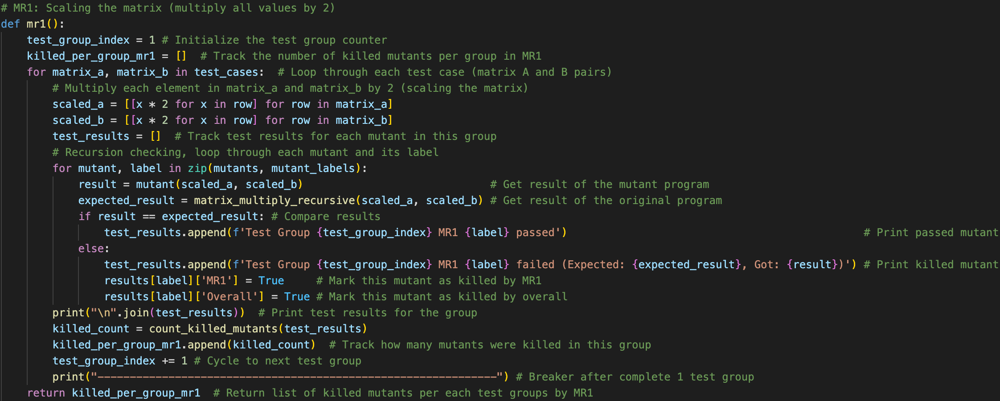 # MR1: Scaling the matrix (multiply all values by 2)
def mr1():
    test_group_index = 1 # Initialize the test group counter
    killed_per_group_mr1 = []  # Track the number of killed mutants per group in MR1
    for matrix_a, matrix_b in test_cases:  # Loop through each test case (matrix A and B pairs)
        # Multiply each element in matrix_a and matrix_b by 2 (scaling the matrix)
        scaled_a = [[x * 2 for x in row] for row in matrix_a]
        scaled_b = [[x * 2 for x in row] for row in matrix_b]
        test_results = []  # Track test results for each mutant in this group
        # Recursion checking, loop through each mutant and its label
        for mutant, label in zip(mutants, mutant_labels):
            result = mutant(scaled_a, scaled_b)                             # Get result of the mutant program
            expected_result = matrix_multiply_recursive(scaled_a, scaled_b) # Get result of the original program
            if result == expected_result: # Compare results
                test_results.append(f'Test Group {test_group_index} MR1 {label} passed')                                              # Print passed mutant
            else:
                test_results.append(f'Test Group {test_group_index} MR1 {label} failed (Expected: {expected_result}, Got: {result})') # Print killed mutant
                results[label]['MR1'] = True     # Mark this mutant as killed by MR1
                results[label]['Overall'] = True # Mark this mutant as killed by overall
        print("\n".join(test_results))  # Print test results for the group
        killed_count = count_killed_mutants(test_results)
        killed_per_group_mr1.append(killed_count)  # Track how many mutants were killed in this group
        test_group_index += 1 # Cycle to next test group
        print("--------------------------------------------------------------") # Breaker after complete 1 test group
    return killed_per_group_mr1  # Return list of killed mutants per each test groups by MR1